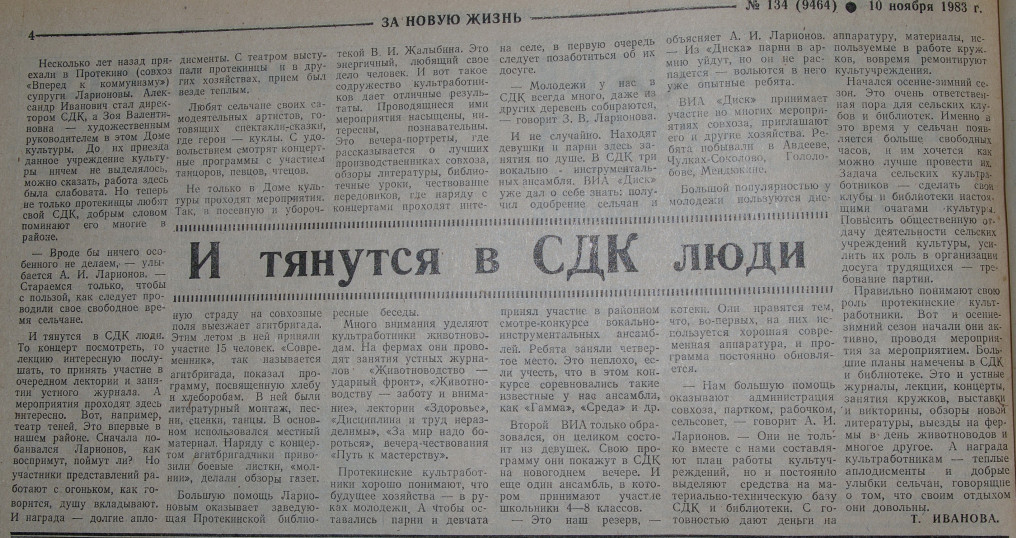 4—
ЗА НОВУЮ ЖИЗНЬ
№ 134 (9464) ● 10 ноября 1983 г.
Несколько лет назад при-
ехали в Протекино (совхоз
«Вперед к коммунизму»)
супруги Ларионовы. Алек-
сандр Иванович стал дирек-
тором СДК, а Зоя Валенти-
новна — художественным
руководителем в этом Доме
культуры. До их приезда
данное учреждение культу-
ры ничем не выделялось,
можно сказать, работа здесь
была слабовата. Но теперь
не только протекинцы любят
свой СДК, добрым словом
поминают его многие в
районе.
— Вроде бы ничего осо-
бенного не делаем, — улы-
бается А. И. Ларионов. —
Стараемся только, чтобы
с пользой, как следует про-
водили свое свободное время
сельчане.
И тянутся в СДК люди.
То концерт посмотреть, то
лекцию интересную послу-
шать, то принять участие в
очередном лектории и заня-
тии устного журнала. А
мероприятия проходят здесь
интересно. Вот, например,
театр теней. Это впервые в
нашем районе. Сначала по-
баивался Ларионов, как
воспримут, поймут ли? Но
участники представлений ра-
ботают с огоньком, как го-
ворится, душу вкладывают.
И награда — долгие апло-
дисменты. С театром высту-
пали протекинцы и в дру-
гих хозяйствах, прием был
везде теплым.
Любят сельчане своих са-
модеятельных артистов, го-
товящих спектакли-сказки,
где герои — куклы. С удо-
вольствием смотрят концерт-
ные программы с участием
танцоров, певцов, чтецов.
Не только в Доме куль-
туры проходят мероприятия.
Так, в посевную и убороч-
И тянутся в СДК люди
ную страду на совхозные
поля выезжает агитбригада.
Этим летом в ней приняли
участие 15 человек. «Совре-
менник», так называется
агитбригада, показал про-
грамму, посвященную хлебу
и хлеборобам. В ней были
литературный монтаж, пес-
ни, сценки, танцы. В основ-
ном использовался местный
материал. Наряду с концер-
том агитбригадчики приво-
зили боевые листки, «мол-
нии», делали обзоры газет.
Большую помощь Ларио-
новым оказывает заведую-
щая Протекинской библио-
текой В. И. Жалыбина. Это
энергичный, любящий свое
дело человек. И вот такое
содружество культработни-
ков дает отличные резуль-
таты. Проводящиеся ими
мероприятия насыщены, ин-
тересны, познавательны.
Это вечера-портреты, где
рассказывается о лучших
производственниках совхоза,
обзоры литературы, библио-
течные уроки, чествование
передовиков, где наряду с
концертами проходят инте-
ресные беседы.
Много внимания уделяют
культработники животново-
дам. На фермах они про-
водят занятия устных журна-
лов «Животноводство —
ударный фронт», «Животно-
водству — заботу и внима-
ние», лектории «Здоровье»,
«Дисциплина и труд нераз-
делимы», «За мир надо бо-
роться», вечера-чествования
«Путь к мастерству».
Протекинские культработ-
ники хорошо понимают, что
будущее хозяйства — в ру-
ках молодежи. А чтобы ос-
тавались парни и девчата
на селе, в первую очередь
следует позаботиться об их
досуге.
— Молодежи у нас в
СДК всегда много, даже из
других деревень собираются,
— говорит З. В. Ларионова.
И не случайно. Находят
девушки и парни здесь за-
нятия по душе. В СДК три
вокально - инструменталь-
ных ансамбля. ВИА «Диск»
уже дал о себе знать: полу-
чил одобрение сельчан и
принял участие в районном
смотре-конкурсе вокально-
инструментальных ансамб-
лей. Ребята заняли четвер-
тое место. Это неплохо, ес-
ли учесть, что в этом кон-
курсе соревновались такие
известные у нас ансамбли,
как «Гамма», «Среда» и др.
Второй ВИА только обра-
зовался, он целиком состо-
ит из девушек. Свою про-
грамму они покажут в СДК
на новогоднем вечере. И
еще один ансамбль, в кото-
ром принимают участие
школьники 4—8 классов.
— Это наш резерв, —
объясняет А. И. Ларионов.
— Из «Диска» парни в ар-
мию уйдут, но он не рас-
падется — вольются в него
уже опытные ребята.
ВИА «Диск» принимает
участие во многих мероприя-
тиях совхоза, приглашают
его и другие хозяйства. Ре-
бята побывали в Авдееве,
Чулках-Соколово, Гололо-
бове, Мендюкине.
Большой популярностью у
молодежи пользуются дис-
котеки. Они нравятся тем,
что, во-первых, на них ис-
пользуется хорошая совре-
менная аппаратура, и про-
грамма постоянно обновля-
ется.
— Нам большую помощь
оказывают администрация
совхоза, партком, рабочком,
сельсовет, — говорит А. И.
Ларионов. — Они не толь-
ко вместе с нами составля-
ют план работы культуч-
реждений, но и постоянно
выделяют средства на ма-
териально-техническую базу
СДК и библиотеки. С го-
товностью дают деньги на
аппаратуру, материалы, ис-
пользуемые в работе круж-
ков, вовремя ремонтируют
культучреждения.
Начался осенне-зимний се-
зон. Это очень ответствен-
ная пора для сельских клу-
бов и библиотек. Именно в
это время у сельчан появ-
ляется больше свободных
часов, и им хочется как
можно лучше провести их.
Задача сельских культра-
ботников — сделать свои
клубы и библиотеки настоя-
щими очагами культуры.
Повысить общественную от-
дачу деятельности сельских
учреждений культуры, уси-
лить их роль в организации
досуга трудящихся — тре-
бование партии.
Правильно понимают свою
роль протекинские культ-
работники. Вот и осенне-
зимний сезон начали они ак-
тивно, проводя мероприя-
тия за мероприятием. Боль-
шие планы намечены в СДК
и библиотеке. Это и устные
журналы, лекции, концерты,
занятия кружков, выставки
и викторины, обзоры новой
литературы, выезды на фер-
мы в день животноводов и
многое другое. А награда
культработникам — теплые
аплодисменты и добрые
улыбки сельчан, говорящие
о том, что своим отдыхом
они довольны.
Т. ИВАНОВА.